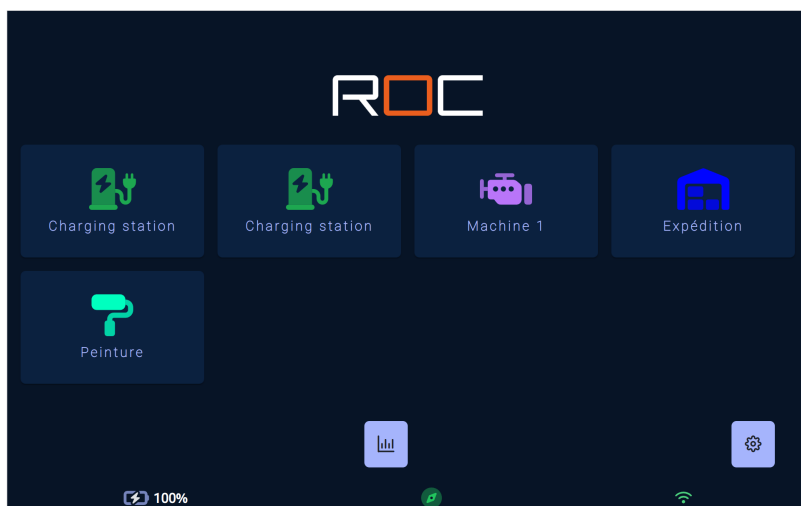 ROC
Charging station
Charging station
Machine 1
Expédition
Peinture
100%